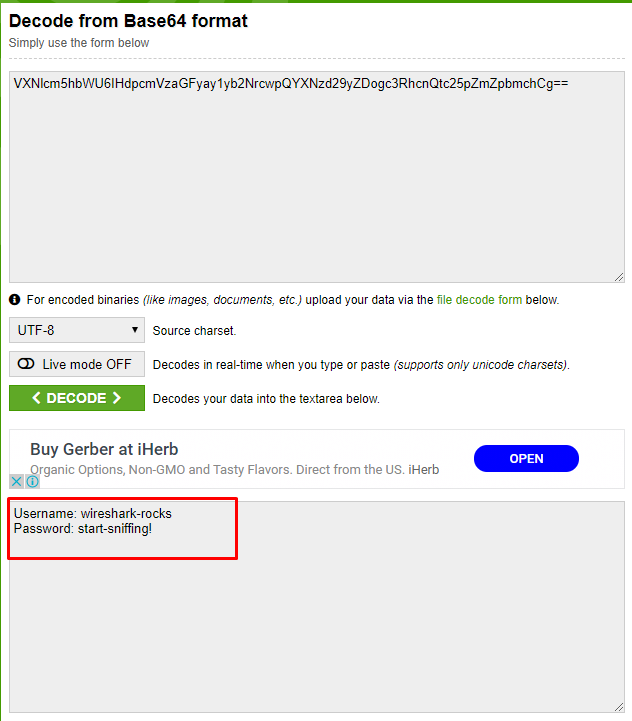 Decode from Base64 format
Simply use the form below
VXNlcm5hbWU6IHdpcmVzaGFyay1yb2NrcwpQYXNzd29yZDogc3RhcnQtc25pZmZpbmchCg==
For encoded binaries (like images, documents, etc.) upload your data via the file decode form below.
UTF-8 Source charset.
Live mode OFF Decodes in real-time when you type or paste (supports only unicode charsets).
DECODE Decodes your data into the textarea below.
Buy Gerber at iHerb
Organic Options, Non-GMO and Tasty Flavors. Direct from the US. iHerb
OPEN
Username: wireshark-rocks
Password: start-sniffing!